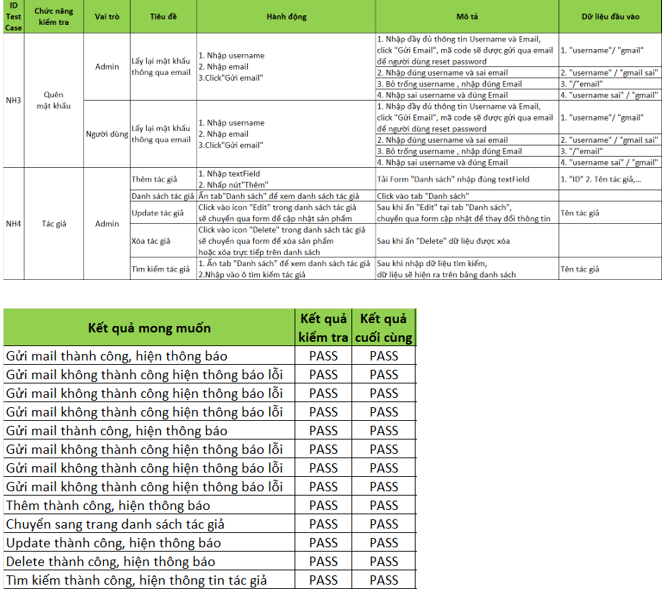 ID Test Case
Chức năng kiểm tra
Vai trò
Tiêu đề
Hành động
Mô tả
Dữ liệu đầu vào
NH3
Quên mật khẩu
Admin
Lấy lại mật khẩu
thông qua email
1. Nhập username
2. Nhập email
3.Click"Gửi email"
1. Nhập đầy đủ thông tin Username và Email,
click "Gửi Email", mã code sẽ được gửi qua email
để người dùng reset password
1. "username"/ "gmail"
2. Nhập đúng username và sai email
2. "username" / "gmail sai"
3. Bỏ trống username , nhập đúng Email
3. "/"email"
4. Nhập sai username và đúng Email
4. "username sai" / "gmail"
Người dùng
Lấy lại mật khẩu
thông qua email
1. Nhập username
2. Nhập email
3.Click"Gửi email"
1. Nhập đầy đủ thông tin Username và Email,
click "Gửi Email", mã code sẽ được gửi qua email
để người dùng reset password
1. "username"/ "gmail"
2. Nhập đúng username và sai email
2. "username" / "gmail sai"
3. Bỏ trống username , nhập đúng Email
3. "/"email"
4. Nhập sai username và đúng Email
4. "username sai" / "gmail"
NH4
Tác giả
Admin
Thêm tác giả
1. Nhập textField
2. Nhấp nút"Thêm"
Tải Form "Danh sách" nhập đúng textField
1. "ID" 2. Tên tác giả,...
Danh sách tác giả
Ấn tab"Danh sách" để xem danh sách tác giả
Click vào tab "Danh sách"
Update tác giả
Click vào icon "Edit" trong danh sách tác giả
sẽ chuyển qua form để cập nhật sản phẩm
Sau khi ấn "Edit" tại tab "Danh sách",
chuyển qua form cập nhật để thay đổi thông tin
Tên tác giả
Xóa tác giả
Click vào icon "Delete" trong danh sách tác giả
sẽ chuyển qua form để xóa sản phẩm
hoặc xóa trực tiếp trên danh sách
Sau khi ấn "Delete" dữ liệu được xóa
Tìm kiếm tác giả
1. Ấn tab "Danh sách" để xem danh sách tác giả
2.Nhập vào ô tìm kiếm tác giả
Sau khi nhập dữ liệu tìm kiếm,
dữ liệu sẽ hiện ra trên bảng danh sách
Tên tác giả
Kết quả mong muốn
Kết quả kiểm tra
Kết quả cuối cùng
Gửi mail thành công, hiện thông báo PASS PASS
Gửi mail không thành công hiện thông báo lỗi PASS PASS
Gửi mail không thành công hiện thông báo lỗi PASS PASS
Gửi mail không thành công hiện thông báo lỗi PASS PASS
Gửi mail thành công, hiện thông báo PASS PASS
Gửi mail không thành công hiện thông báo lỗi PASS PASS
Gửi mail không thành công hiện thông báo lỗi PASS PASS
Gửi mail không thành công hiện thông báo lỗi PASS PASS
Thêm thành công, hiện thông báo PASS PASS
Chuyển sang trang danh sách tác giả PASS PASS
Update thành công, hiện thông báo PASS PASS
Delete thành công, hiện thông báo PASS PASS
Tìm kiếm thành công, hiện thông tin tác giả PASS PASS